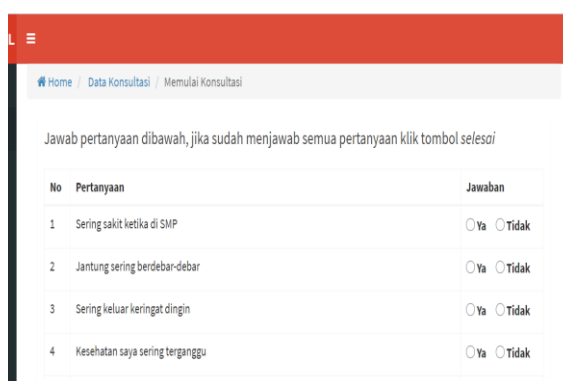 L
Home / Data Konsultasi / Memulai Konsultasi
Jawab pertanyaan dibawah, jika sudah menjawab semua pertanyaan klik tombol selesai
No Pertanyaan Jawaban
1 Sering sakit ketika di SMP Ya Tidak
2 Jantung sering berdebar-debar Ya Tidak
3 Sering keluar keringat dingin Ya Tidak
4 Kesehatan saya sering terganggu Ya Tidak